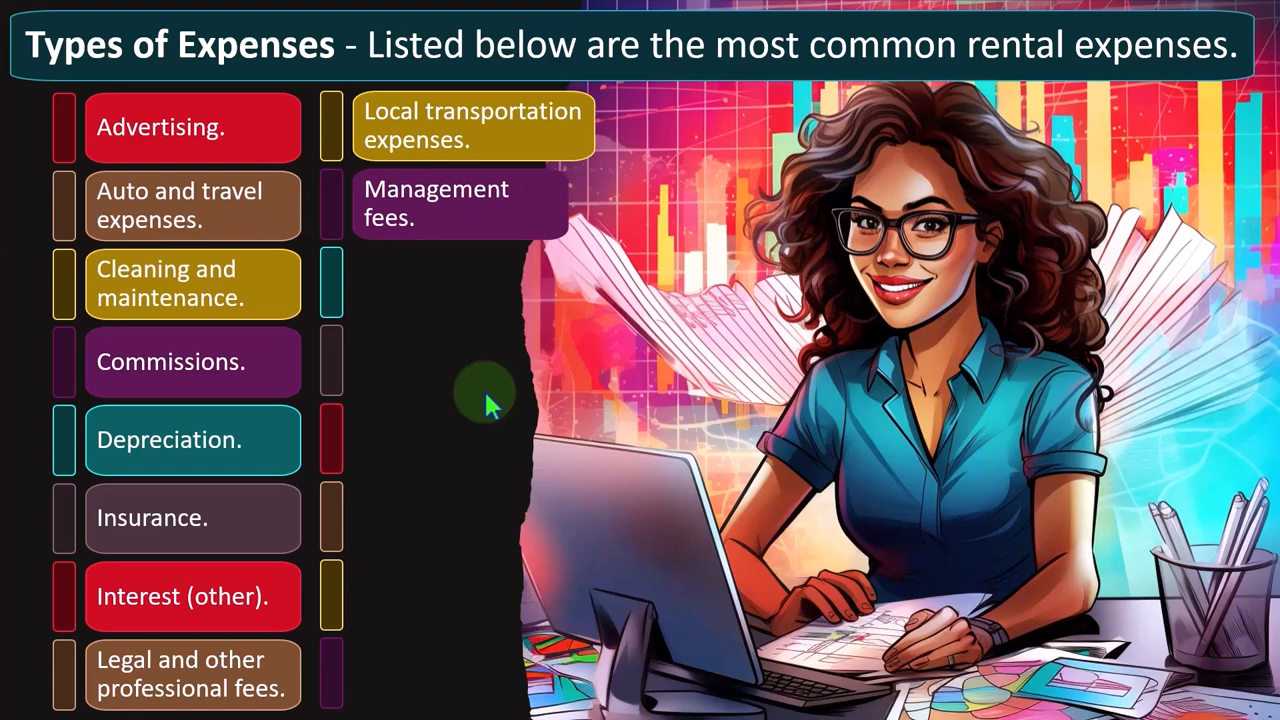 Types of Expenses - Listed below are the most common rental expenses.
Advertising.
Auto and travel
expenses.
Cleaning and
maintenance.
Commissions.
Depreciation.
Insurance.
Interest (other).
Legal and other
professional fees.
Local transportation
expenses.
Management
fees.